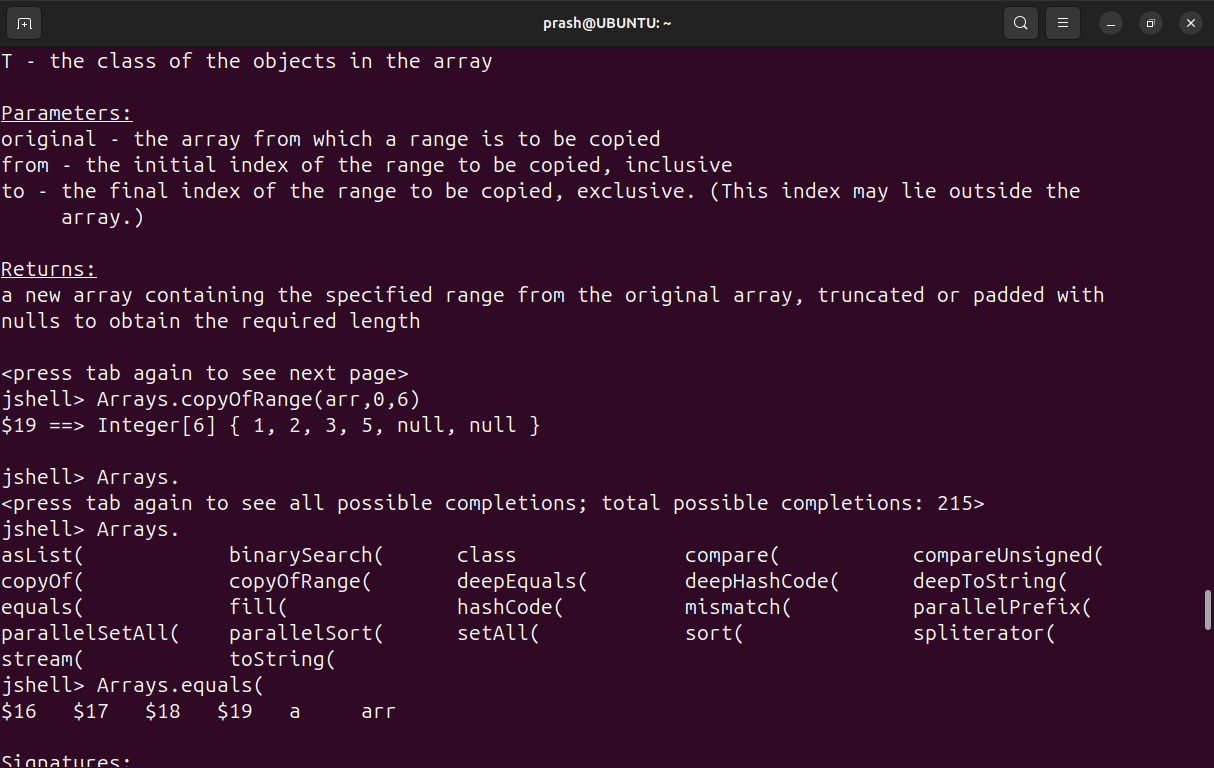 prash@UBUNTU: ~
T - the class of the objects in the array
Parameters:
original - the array from which a range is to be copied
from - the initial index of the range to be copied, inclusive
to - the final index of the range to be copied, exclusive. (This index may lie outside the
array.)
Returns:
a new array containing the specified range from the original array, truncated or padded with
nulls to obtain the required length
<press tab again to see next page>
jshell> Arrays.copyOfRange(arr,0,6)
$19 ==> Integer[6] { 1, 2, 3, 5, null, null }
jshell> Arrays.
<press tab again to see all possible completions; total possible completions: 215>
jshell> Arrays.
asList( binarySearch( class compare( compareUnsigned(
copyOf( copyOfRange( deepEquals( deepHashCode( deepToString(
equals( fill( hashCode( mismatch( parallelPrefix(
parallelSetAll( parallelSort( setAll( sort( spliterator(
stream( toString(
jshell> Arrays.equals(
$16 $17 $18 $19 a arr
Signatures: